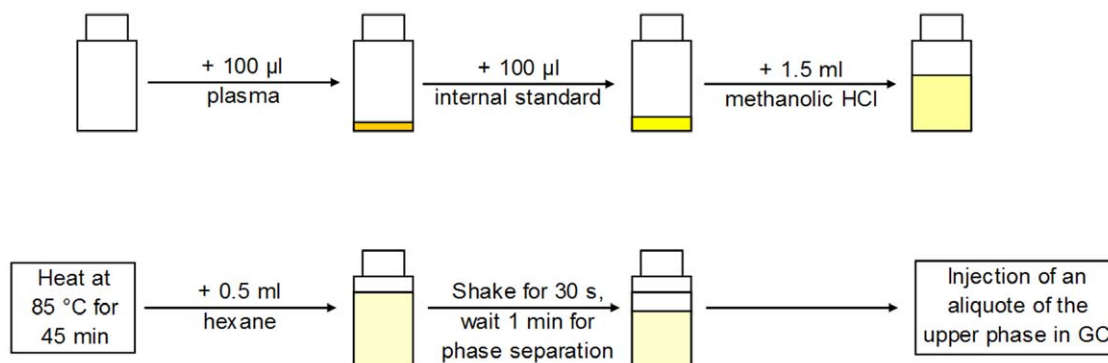 + 100 µl
plasma
+ 100 µl
internal standard
+ 1.5 ml
methanolic HCl
Heat at
85 °C for
45 min
+ 0.5 ml
hexane
Shake for 30 s,
wait 1 min for
phase separation
Injection of an
aliquote of the
upper phase in GC